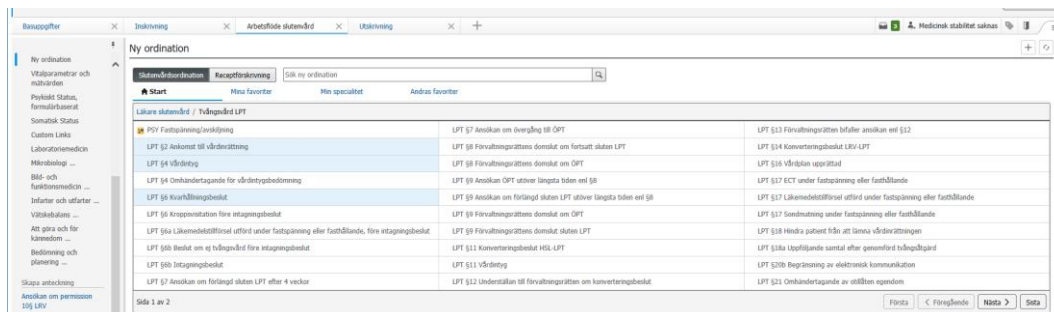 Basuppgifter
Inskrivning
Arbetsflöde slutenvård
Utskrivning
3
Medicinsk stabilitet saknas
Ny ordination
Vitalparametrar och mätvärden
Psykiskt Status, formulärbaserat
Somatisk Status
Custom Links
Laboratoriemedicin
Mikrobiologi ...
Bild- och funktionsmedicin ...
Infarter och utfarter ...
Vätskebalans ...
Att göra och för kännedom ...
Bedömning och planering ...
Skapa anteckning
Ansökan om permission 10§ LRV
Ny ordination
Slutenvårdsordination
Receptförskrivning
Sök ny ordination
Start
Mina favoriter
Min specialitet
Andras favoriter
Läkare slutenvård / Tvångsvård LPT
PSY Fastspänning/avskiljning
LPT §2 Ankomst till vårdinrättning
LPT §4 Vårdintyg
LPT §4 Omhändertagande för vårdintygsbedömning
LPT §6 Kvarhållningsbeslut
LPT §6 Kroppsvisitation före intagningsbeslut
LPT §6a Läkemedelstillförsel utförd under fastspänning eller fasthållande, före intagningsbeslut
LPT §6b Beslut om ej tvångsvård före intagningsbeslut
LPT §6b Intagningsbeslut
LPT §7 Ansökan om förlängd sluten LPT efter 4 veckor
LPT §7 Ansökan om övergång till ÖPT
LPT §8 Förvaltningsrättens domslut om fortsatt sluten LPT
LPT §8 Förvaltningsrättens domslut om ÖPT
LPT §9 Ansökan ÖPT utöver längsta tiden enl §8
LPT §9 Ansökan om förlängd sluten LPT utöver längsta tiden enl §8
LPT §9 Förvaltningsrättens domslut om ÖPT
LPT §9 Förvaltningsrättens domslut sluten LPT
LPT §11 Konverteringsbeslut HSL-LPT
LPT §11 Vårdintyg
LPT §12 Underställan till förvaltningsrätten om konverteringsbeslut
LPT §13 Förvaltningsrätten bifaller ansökan enl §12
LPT §14 Konverteringsbeslut LRV-LPT
LPT §16 Vårdplan upprättad
LPT §17 ECT under fastspänning eller fasthållande
LPT §17 Läkemedelstillförsel utförd under fastspänning eller fasthållande
LPT §17 Sondmatning under fastspänning eller fasthållande
LPT §18 Hindra patient från att lämna vårdinrättningen
LPT §18a Uppföljande samtal efter genomförd tvångsåtgärd
LPT §20b Begränsning av elektronisk kommunikation
LPT §21 Omhändertagande av otillåten egendom
Sida 1 av 2
Första
Föregående
Nästa
Sista